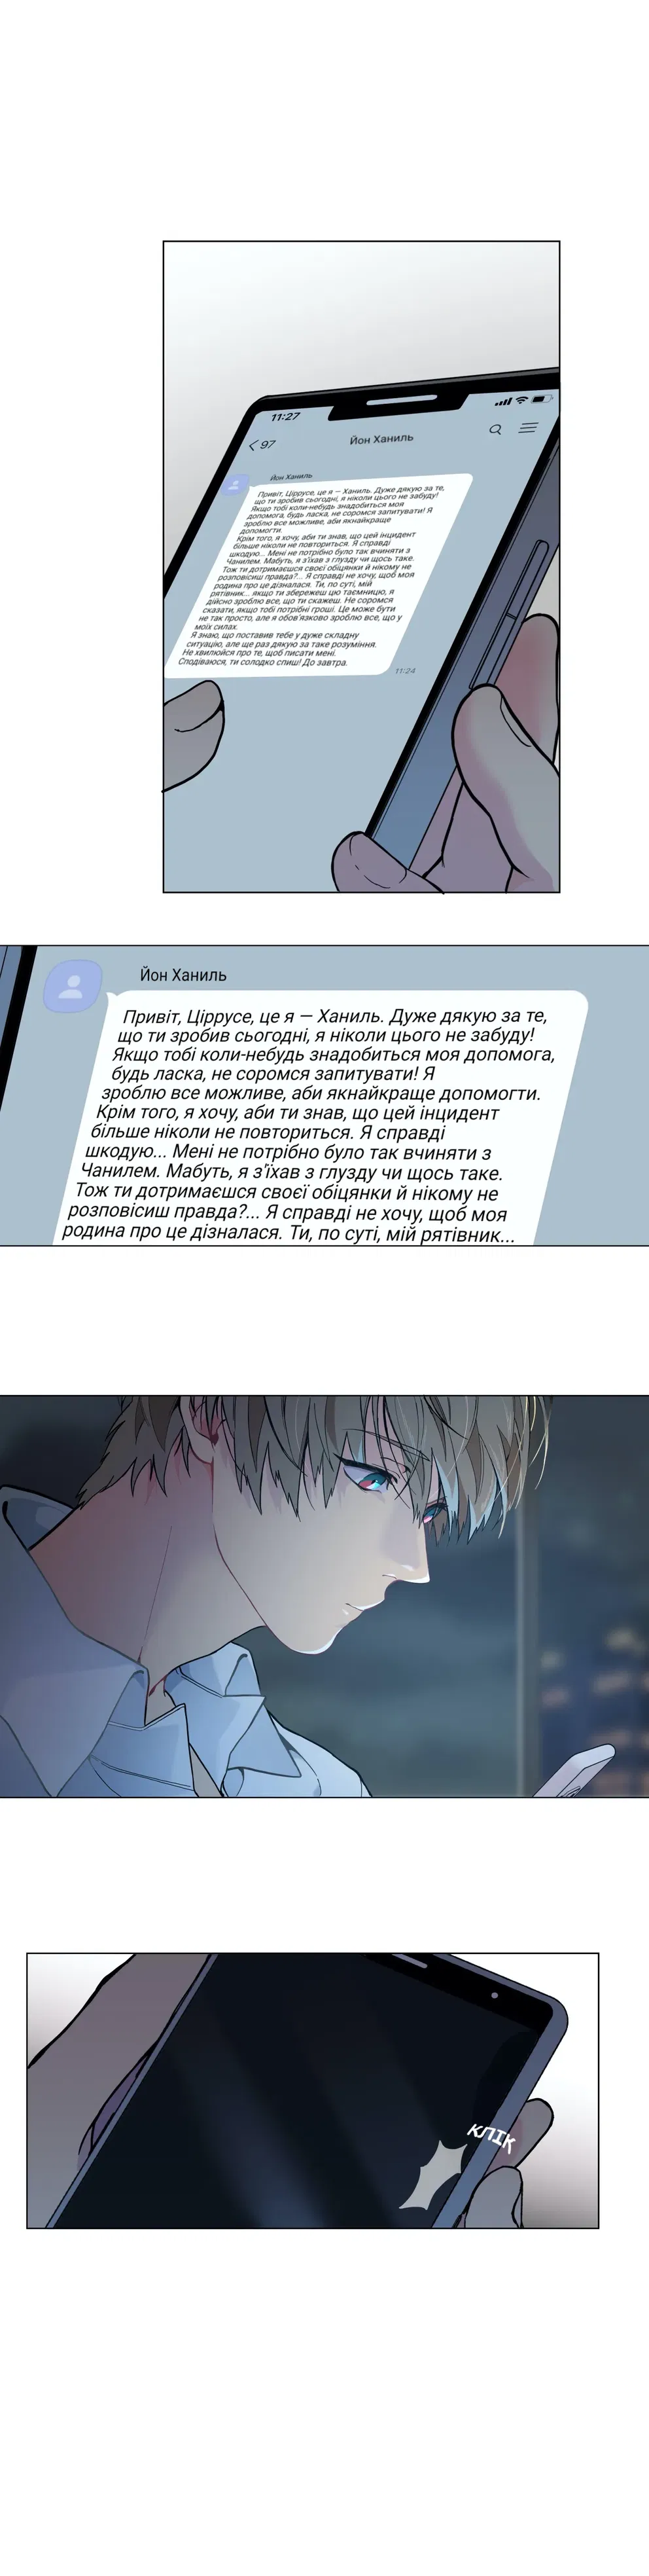 11:27
97
Йон Ханиль
Йон Ханиль
Привіт, Ціррусе, це я — Ханиль. Дуже дякую за те,
що ти зробив сьогодні, я ніколи цього не забуду!
Якщо тобі коли-небудь знадобиться моя
допомога, будь ласка, не соромся запитувати! Я
зроблю все можливе, аби якнайкраще
допомогти.
Крім того, я хочу, аби ти знав, що цей інцидент
більше ніколи не повториться. Я справді
шкодую... Мені не потрібно було так вчиняти з
Чанилем. Мабуть, я з'їхав з глузду чи щось таке.
Тож ти дотримаєшся своєї обіцянки й нікому не
розповісиш правда?... Я справді не хочу, щоб моя
родина про це дізналася. Ти, по суті, мій
рятівник... якщо ти збережеш цю таємницю, я
дійсно зроблю все, що ти скажеш. Не соромся
сказати, якщо тобі потрібні гроші. Це може бути
не так просто, але я обов'язково зроблю все, що у
моїх силах.
Я знаю, що поставив тебе у дуже складну
ситуацію, але ще раз дякую за таке розуміння.
Не хвилюйся про те, щоб писати мені.
Сподіваюся, ти солодко спиш! До завтра.
11:24
Йон Ханиль
Привіт, Ціррусе, це я — Ханиль. Дуже дякую за те,
що ти зробив сьогодні, я ніколи цього не забуду!
Якщо тобі коли-небудь знадобиться моя допомога,
будь ласка, не соромся запитувати! Я
зроблю все можливе, аби якнайкраще допомогти.
Крім того, я хочу, аби ти знав, що цей інцидент
більше ніколи не повториться. Я справді
шкодую... Мені не потрібно було так вчиняти з
Чанилем. Мабуть, я з'їхав з глузду чи щось таке.
Тож ти дотримаєшся своєї обіцянки й нікому не
розповісиш правда?... Я справді не хочу, щоб моя
родина про це дізналася. Ти, по суті, мій рятівник...
КЛІК